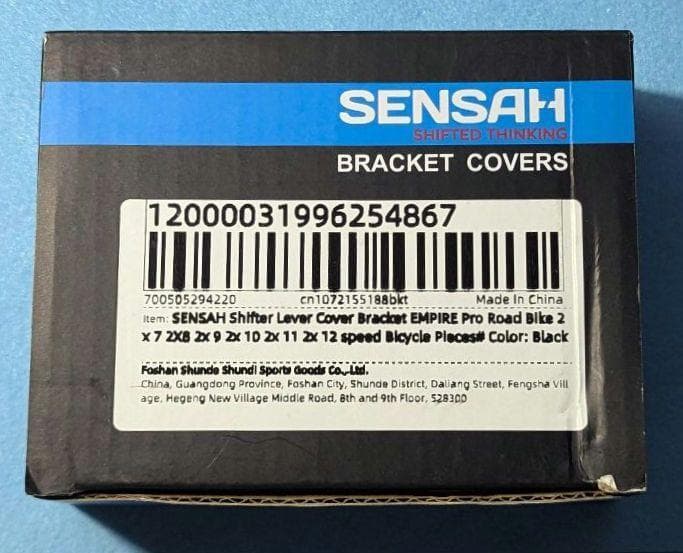 SENSAH
SHIFTED THINKING
BRACKET COVERS
12000031996254867
700505294220 cn1072155188bkt Made In China
Item: SENSAH Shifter Lever Cover Bracket EMPIRE Pro Road Bike 2
x 7 2X8 2x 9 2x 10 2x 11 2x 12 speed Bicycle Pieces# Color: Black
Foshan Shunde Shundi Sports Goods Co.,Ltd.
China, Guangdong Province, Foshan City, Shunde District, Daliang Street, Fengsha Vill
age, Hegeng New Village Middle Road, 8th and 9th Floor, 528300